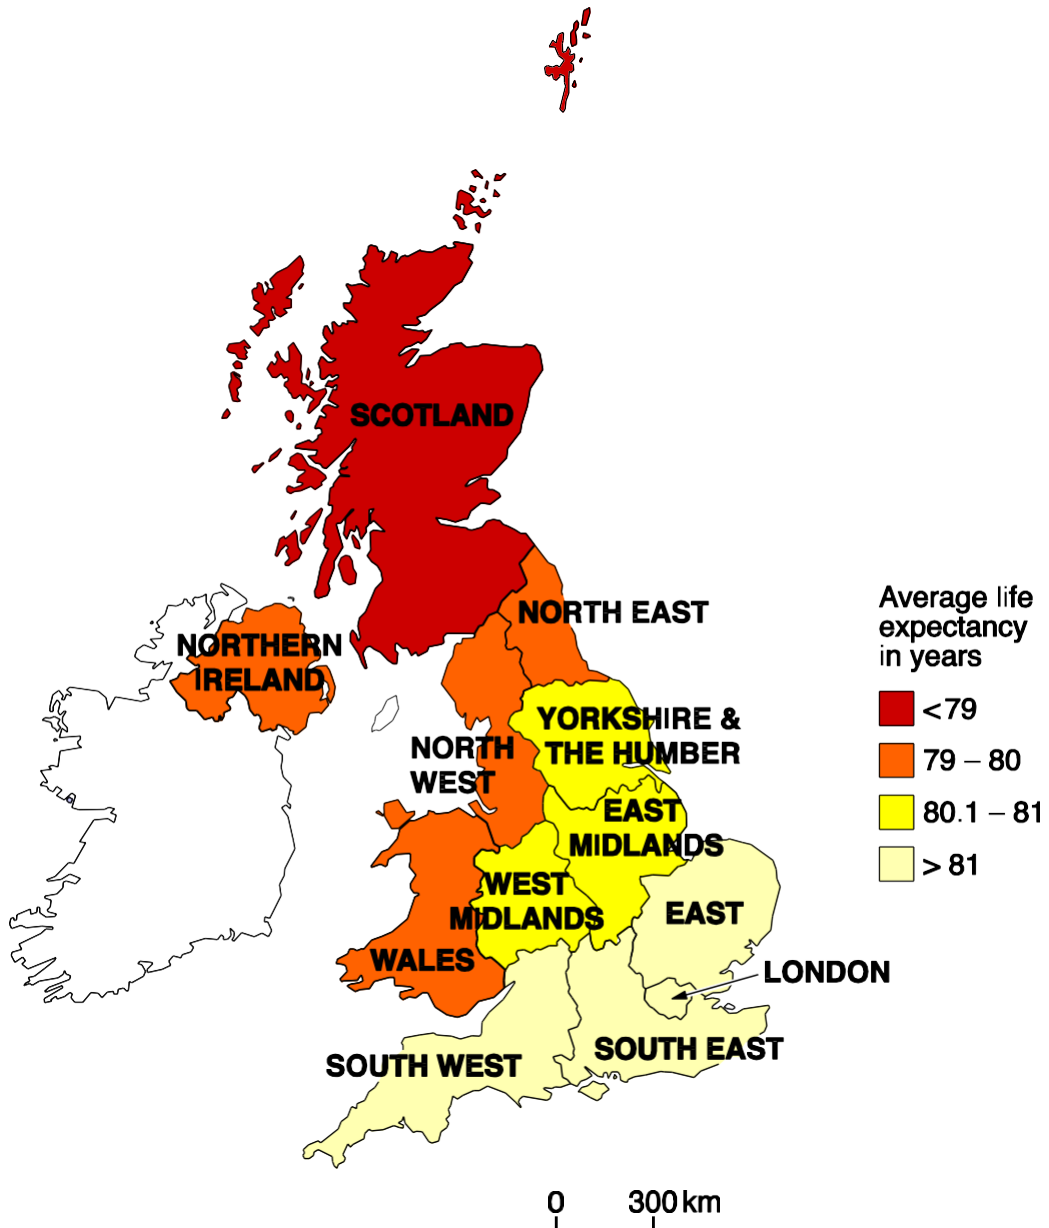 SCOTLAND
NORTH EAST
NORTHERN
IRELAND
YORKSHIRE &
THE HUMBER
NORTH
WEST
EAST
MIDLANDS
WEST
MIDLANDS
EAST
WALES
LONDON
SOUTH EAST
SOUTH WEST
Average life
expectancy
in years
<79
79 – 80
80.1 – 81
> 81
0 300 km